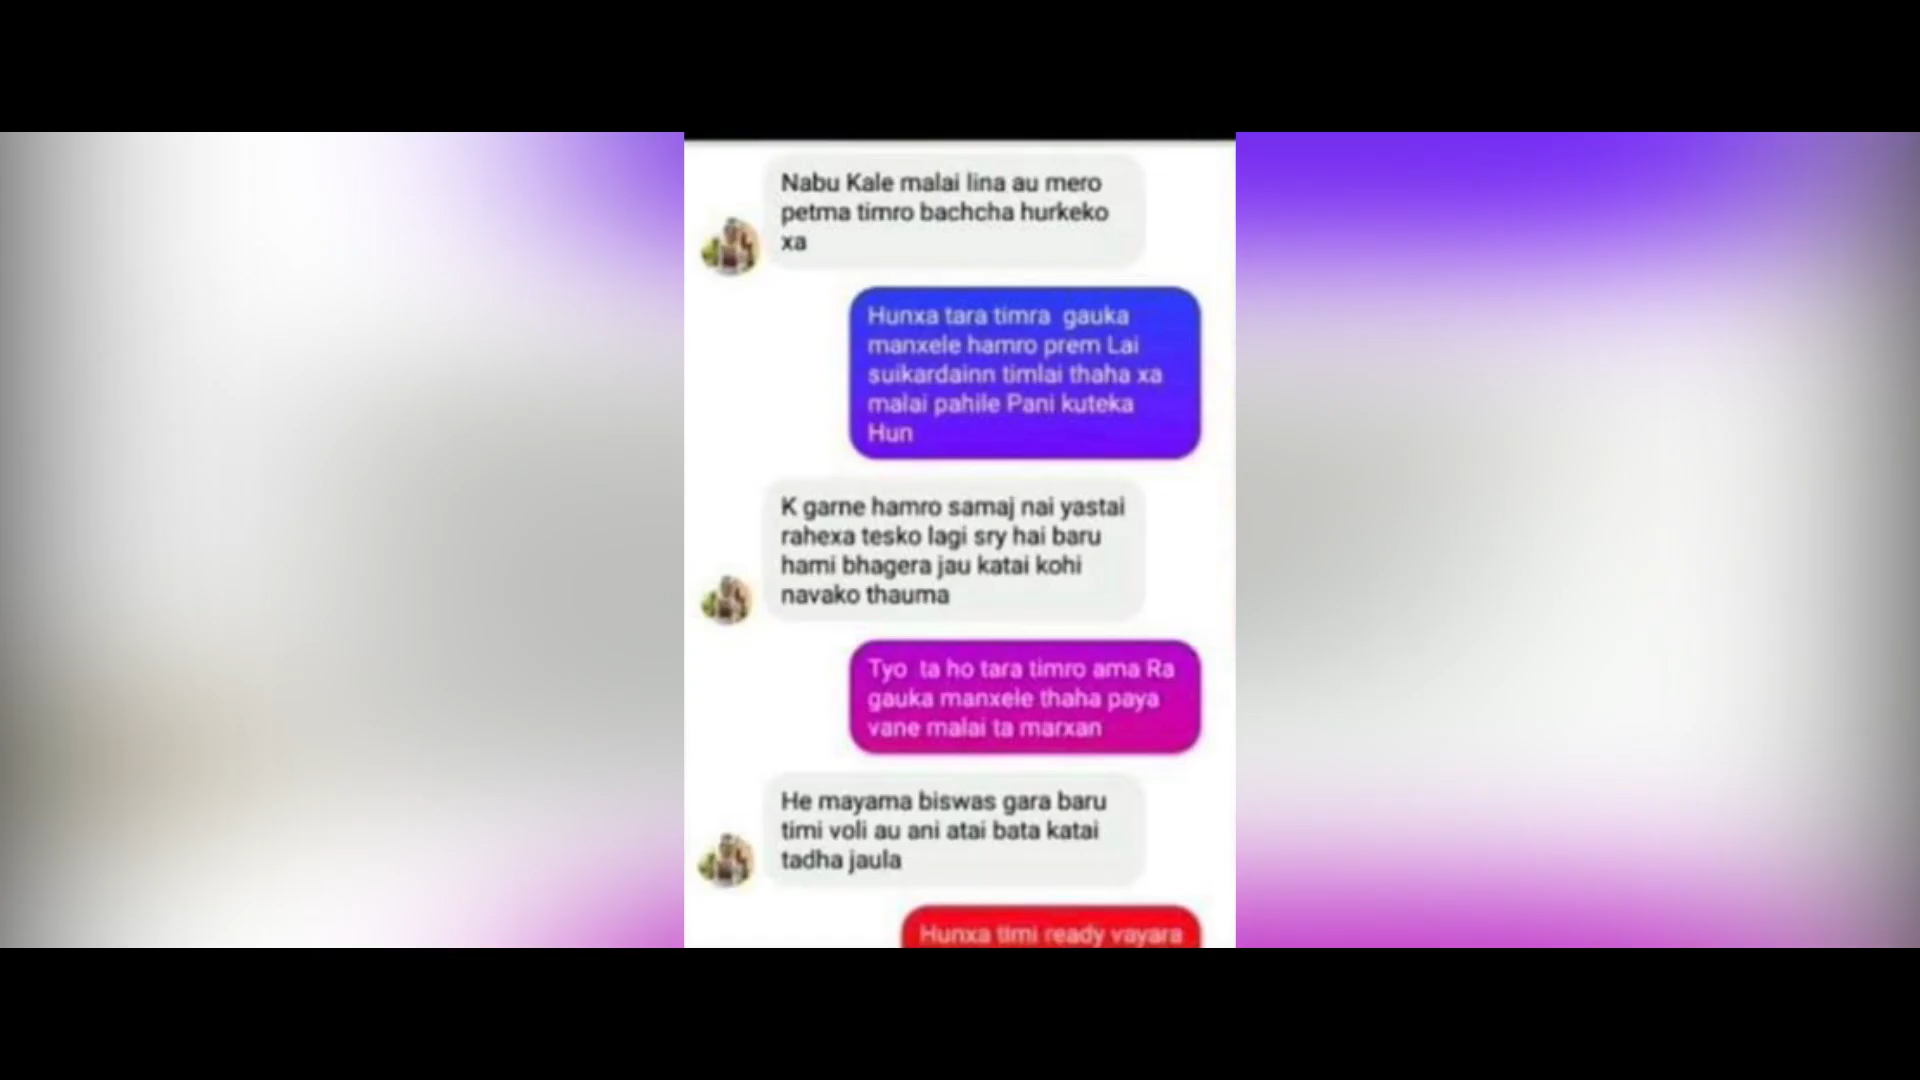 Nabu Kale malai lina au mero
petma timro bachcha hurkeko
xa
Hunxa tara timra gauka
manxele hamro prem Lai
suikardainn timlai thaha xa
malai pahile Pani kuteka
Hun
K garne hamro samaj nai yastai
rahexa tesko lagi sry hai baru
hami bhagera jau katai kohi
navako thauma
Tyo ta ho tara timro ama Ra
gauka manxele thaha paya
vane malai ta marxan
He mayama biswas gara baru
timi voli au ani atai bata katai
tadha jaula
Hunxa timi ready vayara